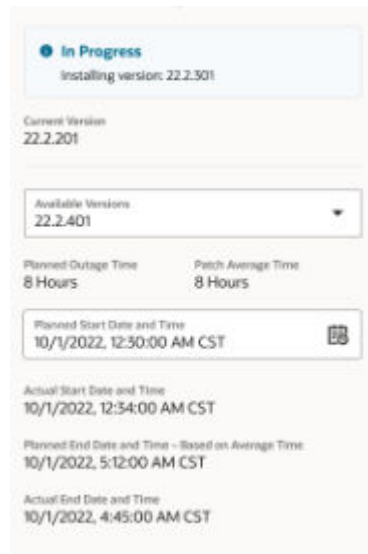 In Progress
Installing version: 22.2.301
Current Version
22.2.201
Available Versions
22.2.401
Planned Outage Time Patch Average Time
8 Hours 8 Hours
Planned Start Date and Time
10/1/2022, 12:30:00 AM CST
Actual Start Date and Time
10/1/2022, 12:34:00 AM CST
Planned End Date and Time – Based on Average Time
10/1/2022, 5:12:00 AM CST
Actual End Date and Time
10/1/2022, 4:45:00 AM CST